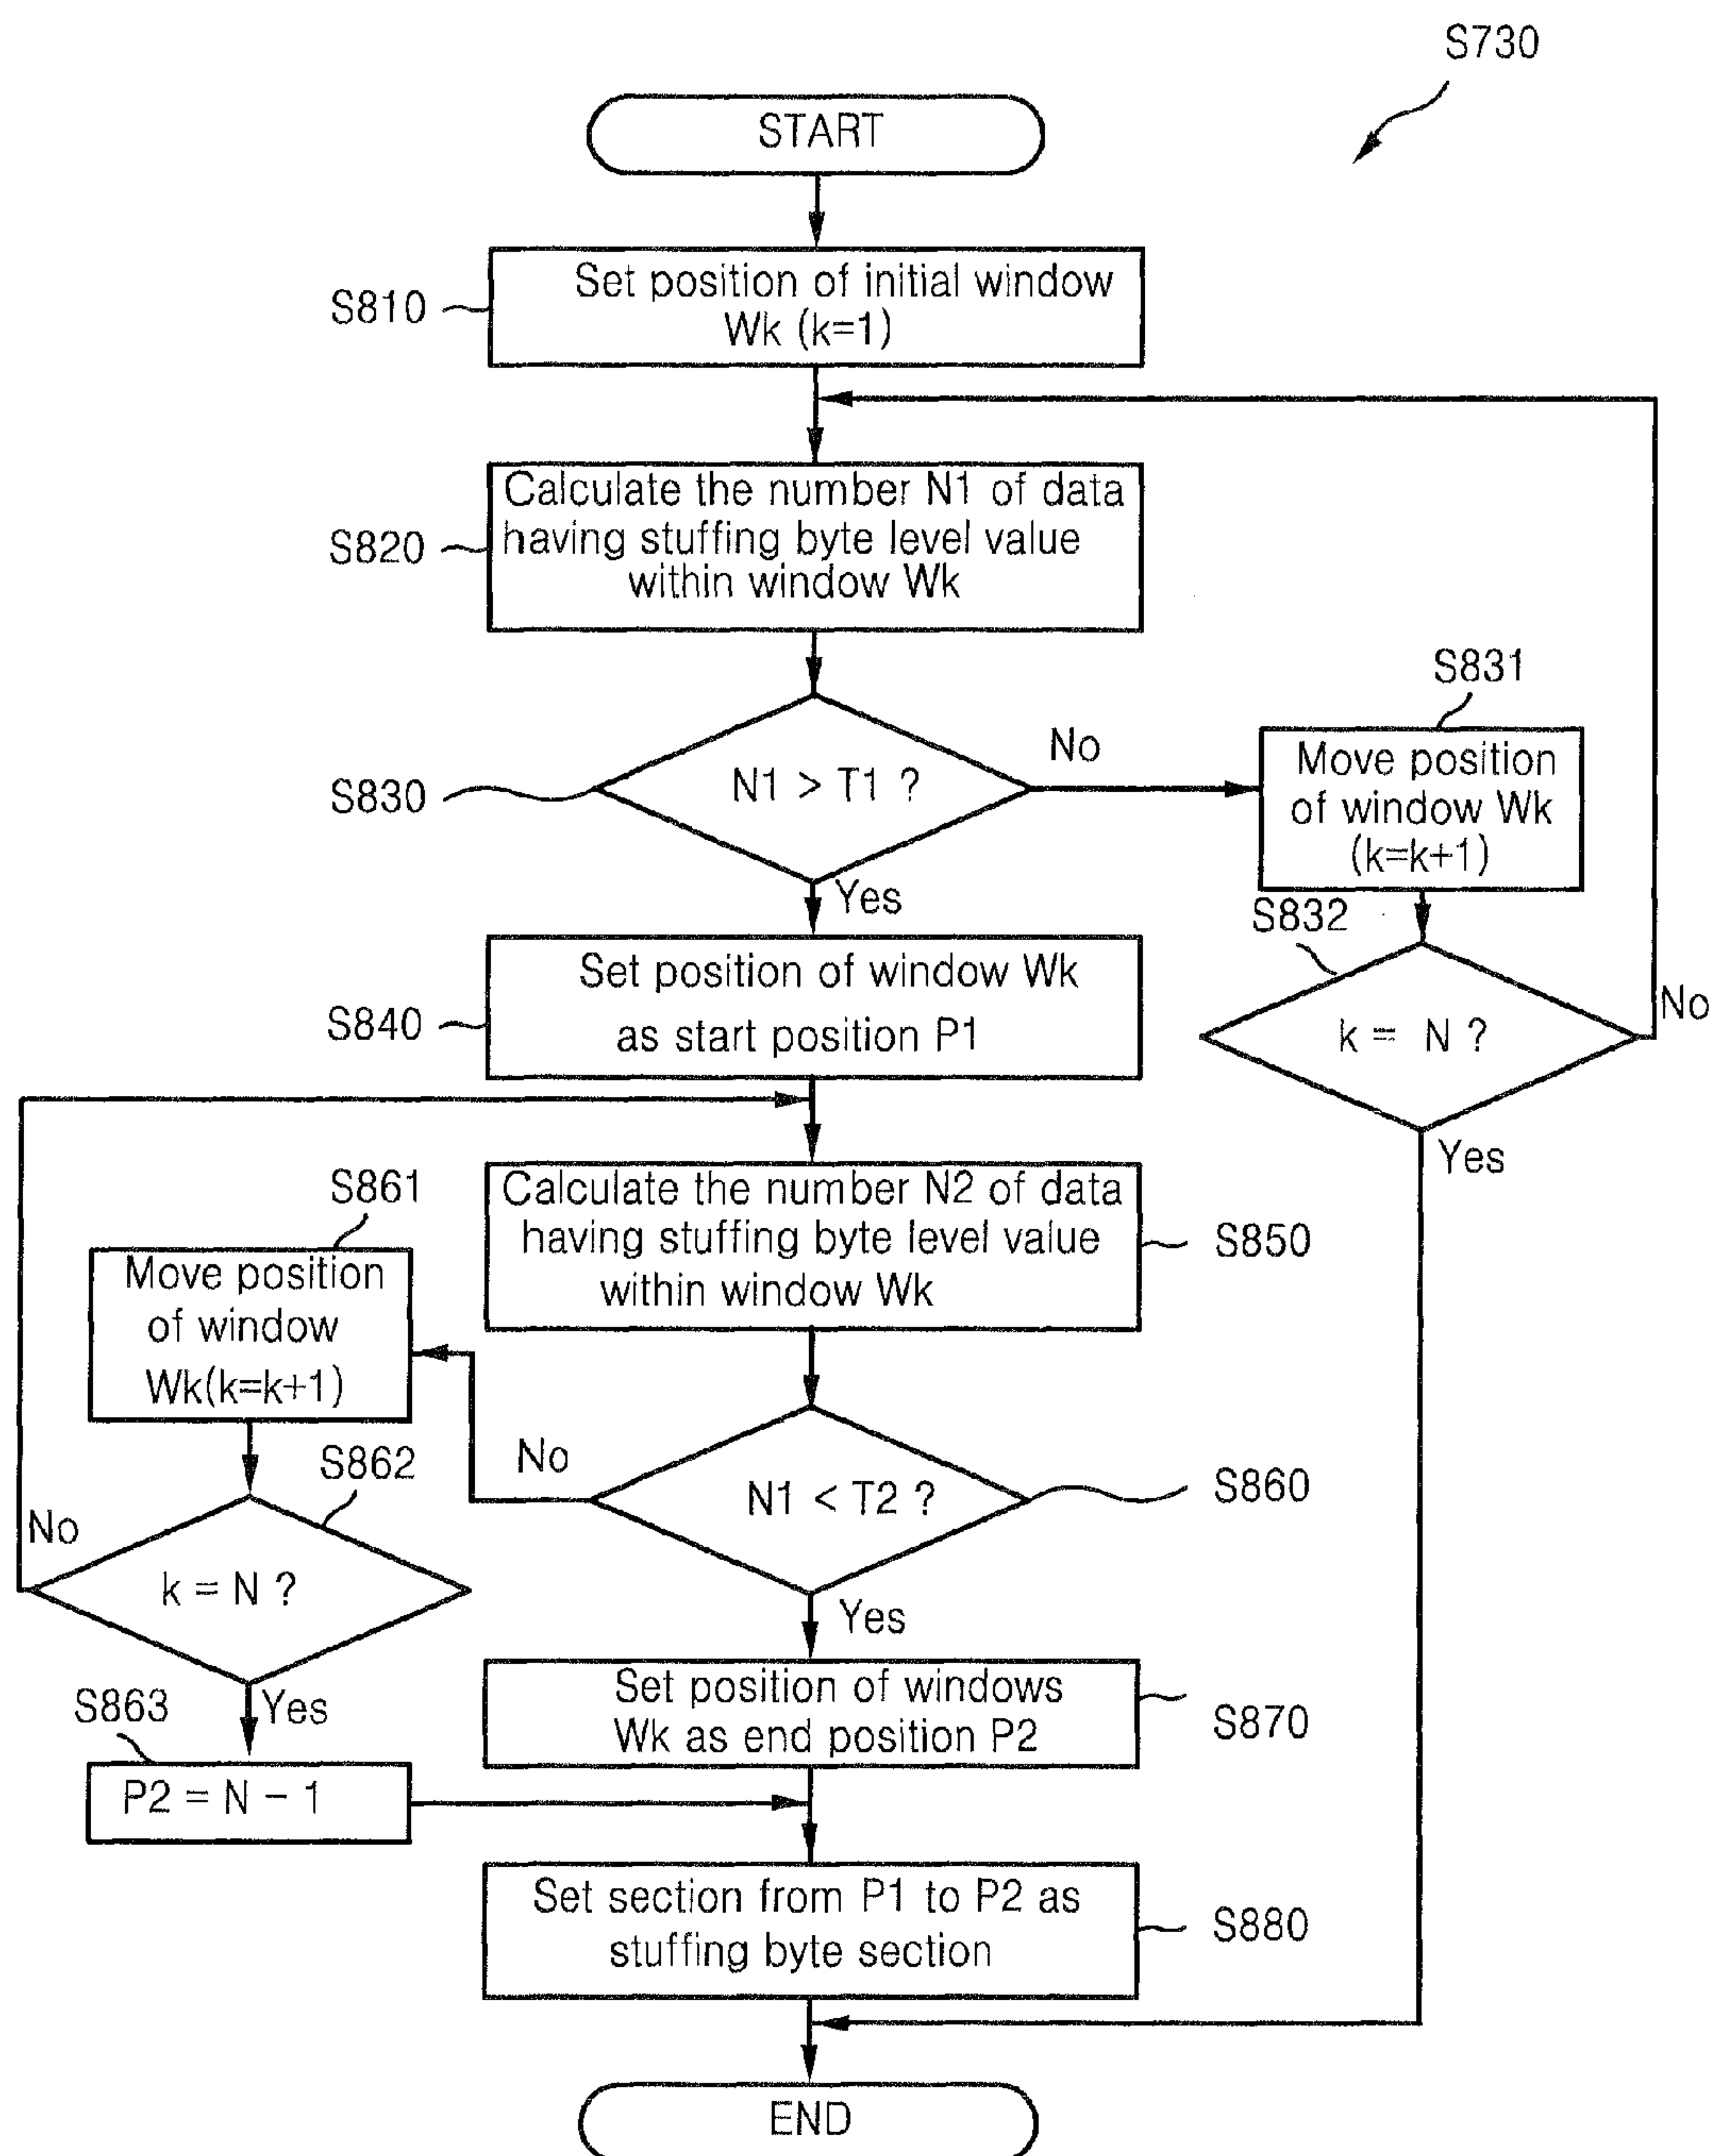 S730
START
S810
Set position of initial window
Wk (k=1)
S820
Calculate the number N1 of data
having stuffing byte level value
within window Wk
S830
N1 > T1 ?
No
Yes
S831
Move position
of window Wk
(k=k+1)
S832
k = N ?
No
Yes
S840
Set position of window Wk
as start position P1
S850
Calculate the number N2 of data
having stuffing byte level value
within window Wk
S860
N1 < T2 ?
No
Yes
S861
Move position
of window
Wk(k=k+1)
S862
k = N ?
No
Yes
S863
P2 = N - 1
S870
Set position of windows
Wk as end position P2
S880
Set section from P1 to P2 as
stuffing byte section
END